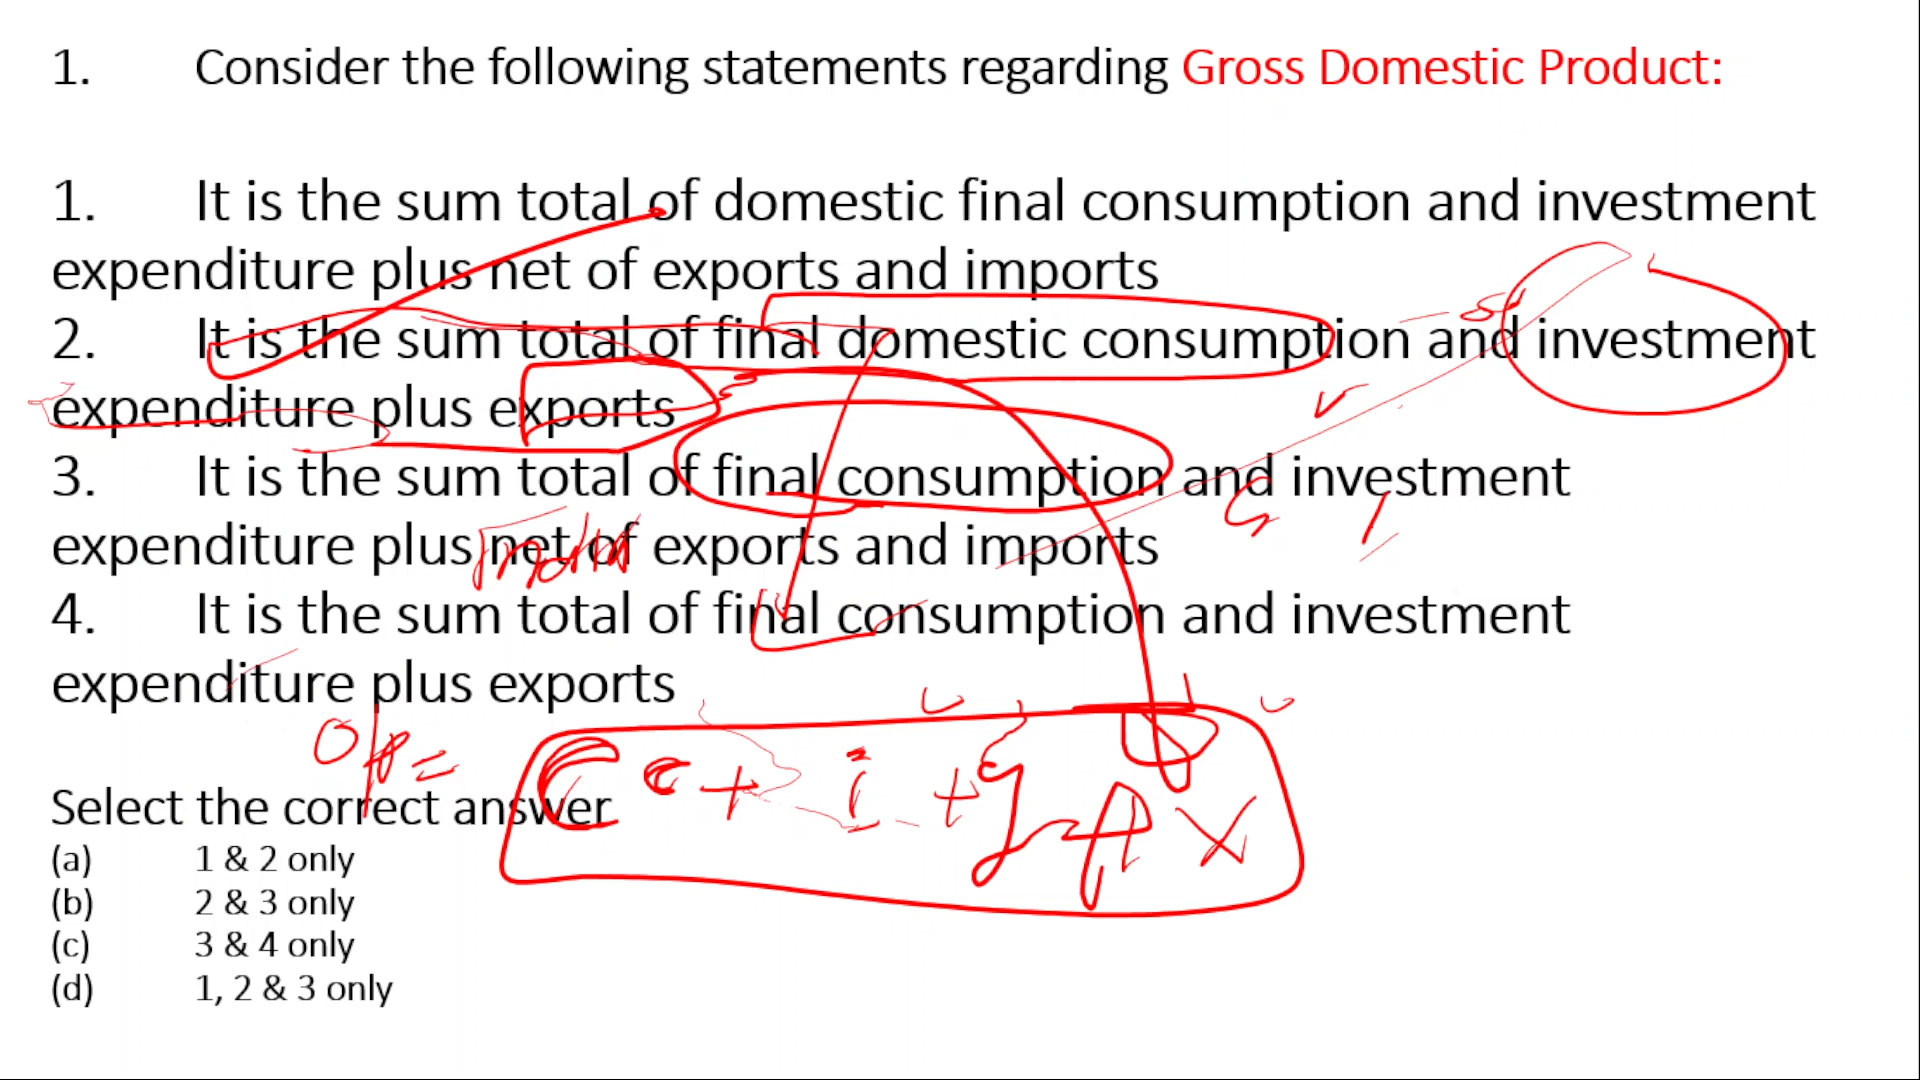 1. Consider the following statements regarding Gross Domestic Product:
1. It is the sum total of domestic final consumption and investment
expenditure plus net of exports and imports
2. It is the sum total of final domestic consumption and investment
expenditure plus exports
3. It is the sum total of final consumption and investment
expenditure plus net of exports and imports
4. It is the sum total of final consumption and investment
expenditure plus exports
Select the correct answer
(a) 1 & 2 only
(b) 2 & 3 only
(c) 3 & 4 only
(d) 1, 2 & 3 only